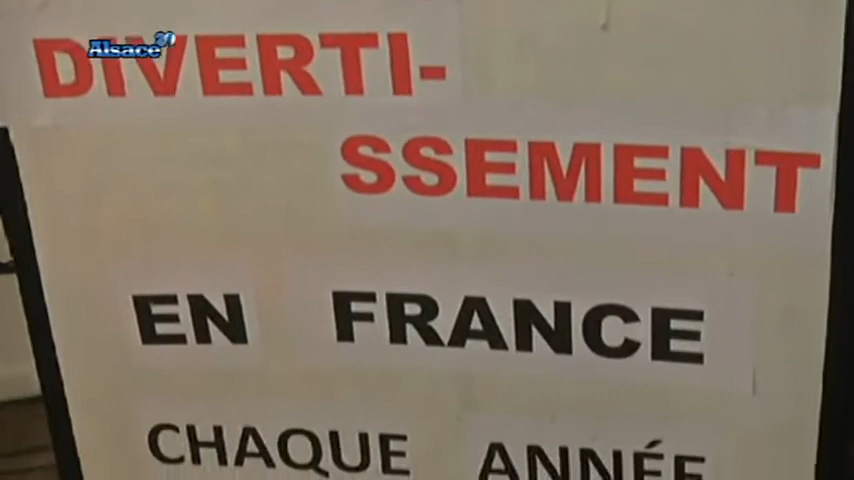 Alsace 20
DIVERTI-
SSEMENT
EN FRANCE
CHAQUE ANNÉE